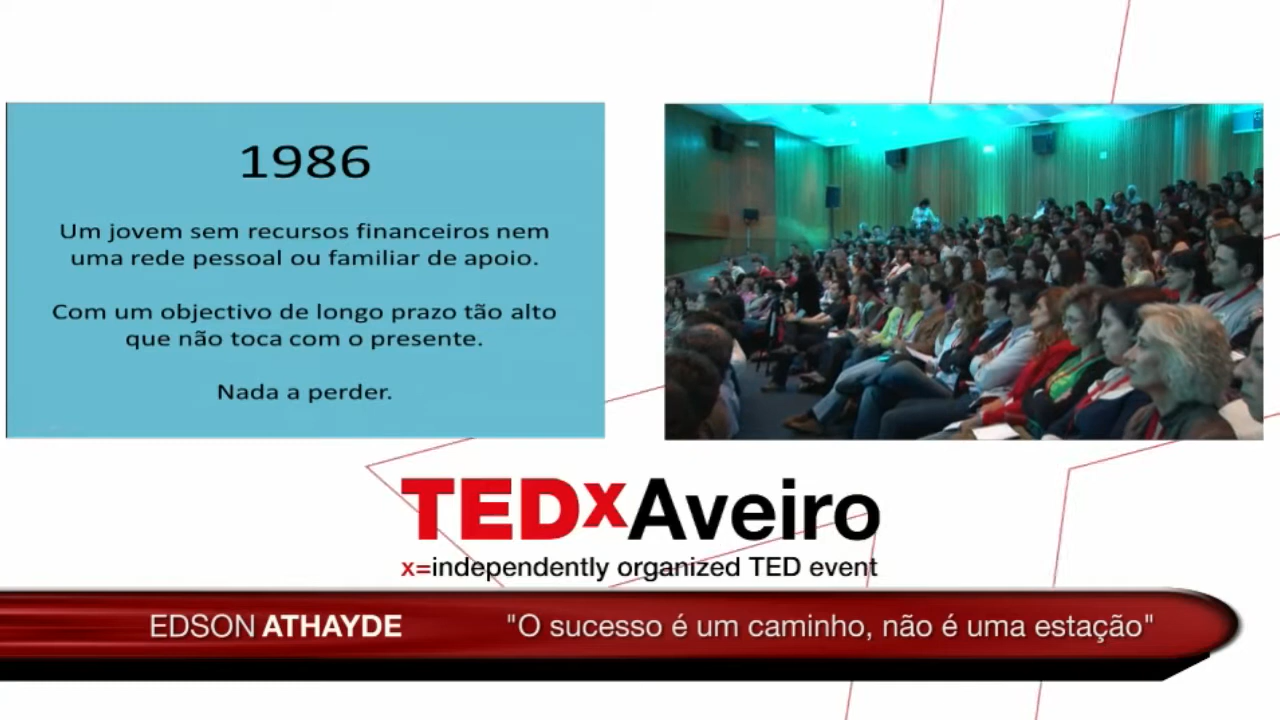 1986
Um jovem sem recursos financeiros nem
uma rede pessoal ou familiar de apoio.
Com um objectivo de longo prazo tão alto
que não toca com o presente.
Nada a perder.
TEDxAveiro
x=independently organized TED event
EDSON ATHAYDE "O sucesso é um caminho, não é uma estação"